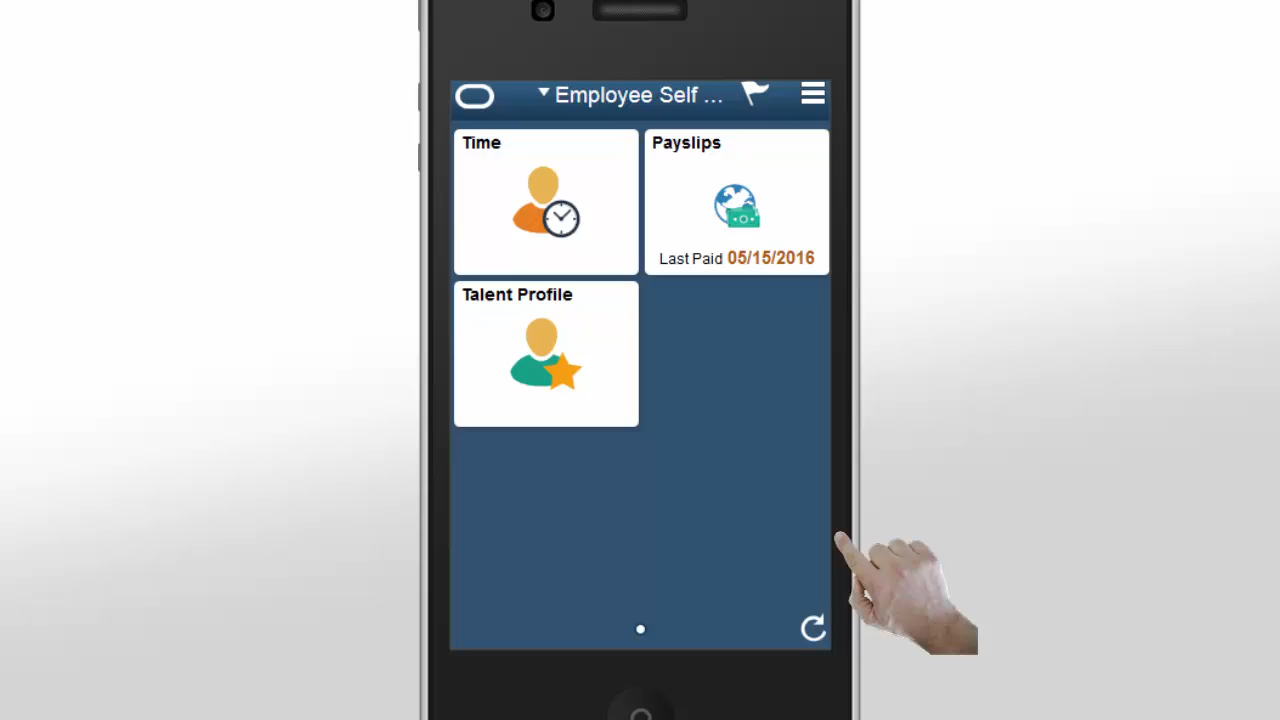 Employee Self ...
Time
Payslips
Last Paid 05/15/2016
Talent Profile